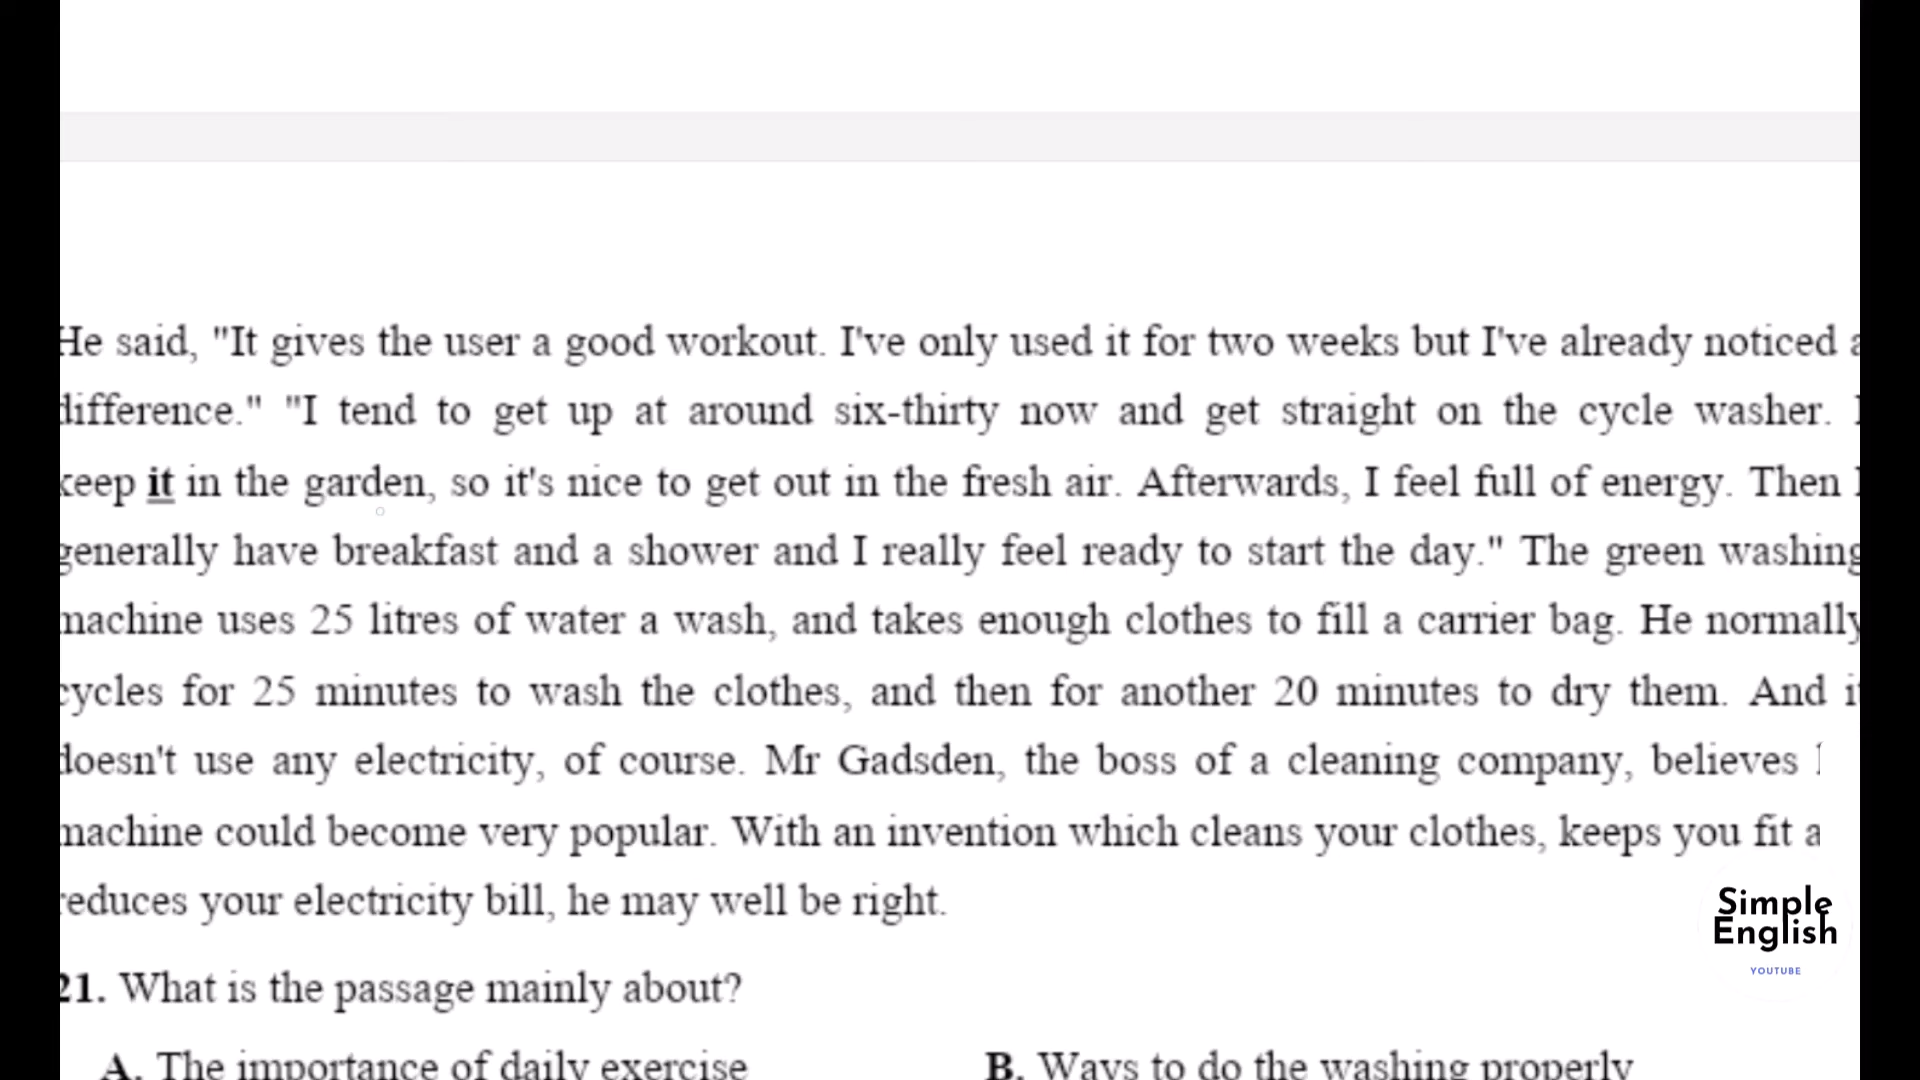 He said, "It gives the user a good workout. I've only used it for two weeks but I've already noticed a
difference." "I tend to get up at around six-thirty now and get straight on the cycle washer. I
keep it in the garden, so it's nice to get out in the fresh air. Afterwards, I feel full of energy. Then I
generally have breakfast and a shower and I really feel ready to start the day." The green washing
machine uses 25 litres of water a wash, and takes enough clothes to fill a carrier bag. He normally
cycles for 25 minutes to wash the clothes, and then for another 20 minutes to dry them. And it
doesn't use any electricity, of course. Mr Gadsden, the boss of a cleaning company, believes
machine could become very popular. With an invention which cleans your clothes, keeps you fit a
reduces your electricity bill, he may well be right.
Simple
English
YOUTUBE
21. What is the passage mainly about?
A. The importance of daily exercise B. Ways to do the washing properly